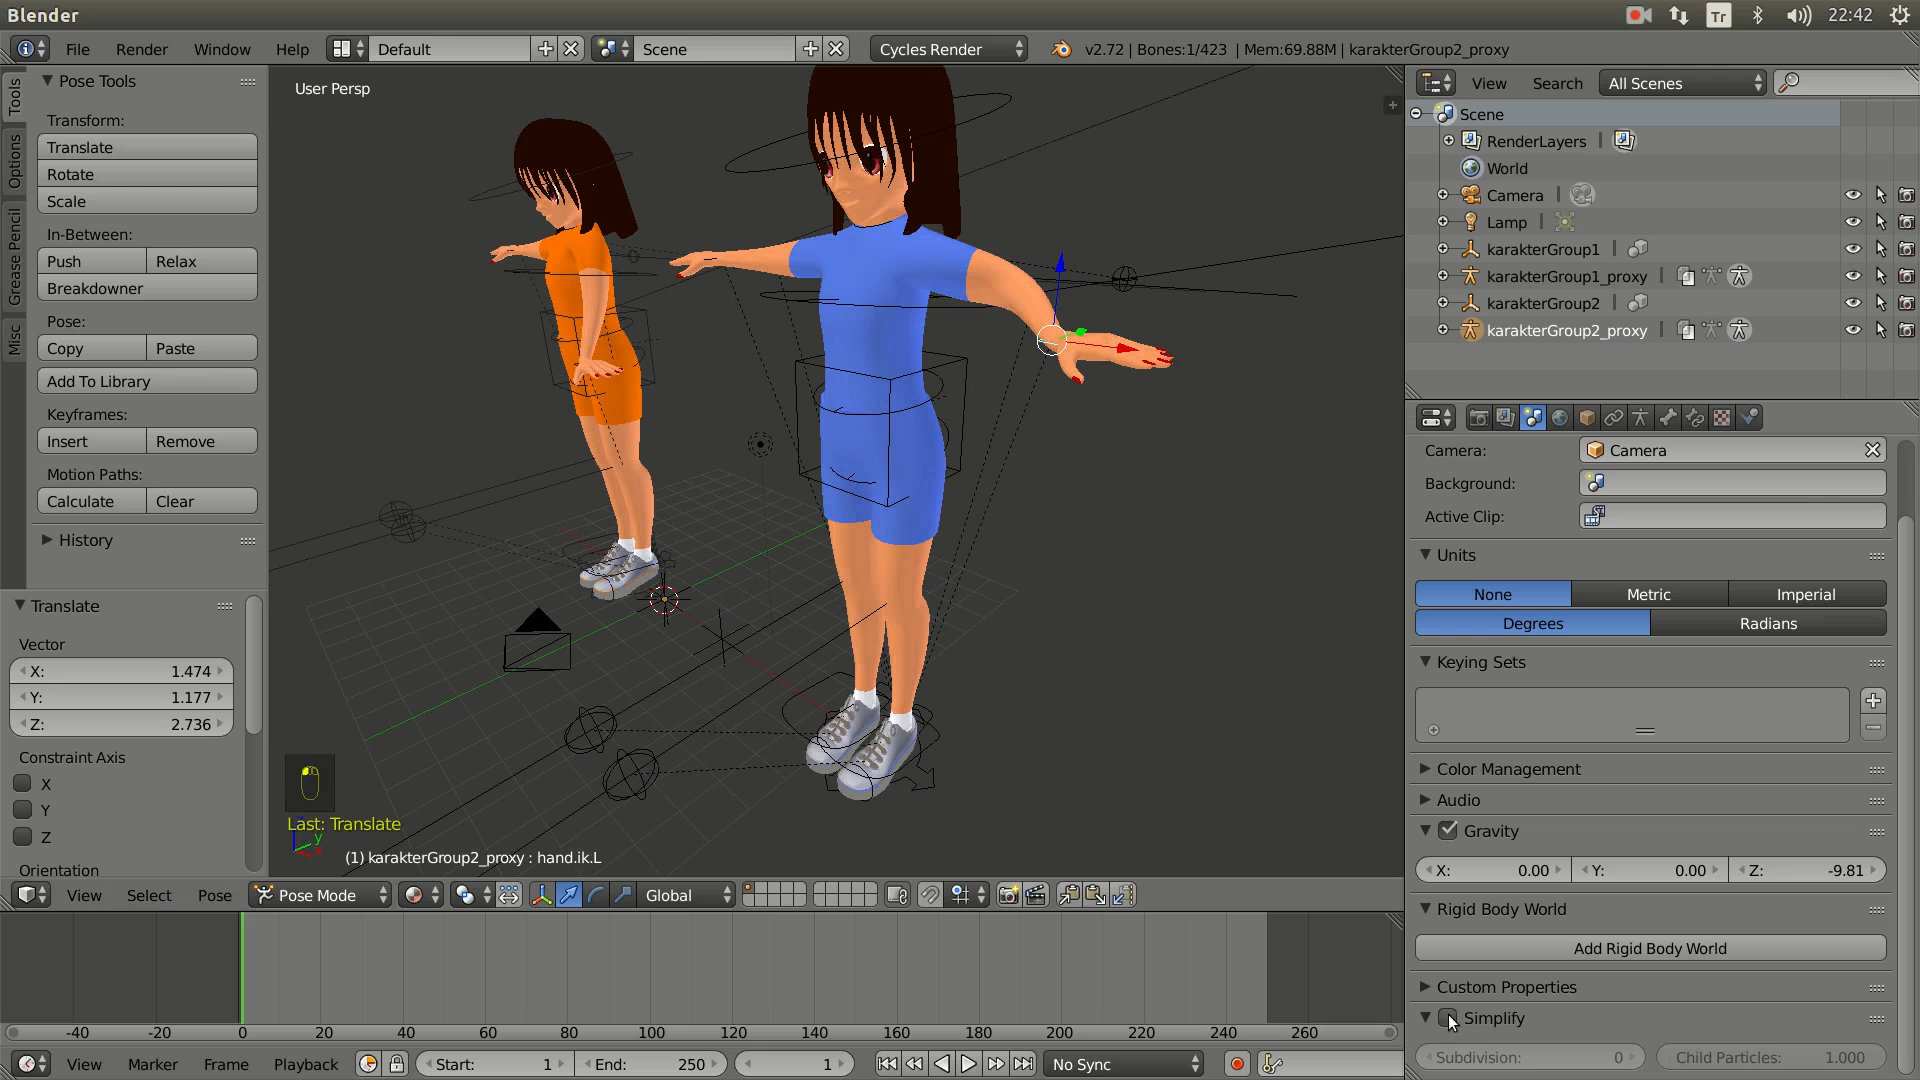 Blender
Tr
22:42
File
Render
Window
Help
Default
Scene
Cycles Render
v2.72 | Bones:1/423 | Mem:69.88M | karakterGroup2_proxy
Tools
Options
Grease Pencil
Misc
Pose Tools
Transform:
Translate
Rotate
Scale
In-Between:
Push
Relax
Breakdowner
Pose:
Copy
Paste
Add To Library
Keyframes:
Insert
Remove
Motion Paths:
Calculate
Clear
History
Translate
Vector
X: 1.474
Y: 1.177
Z: 2.736
Constraint Axis
X
Y
Z
Orientation
User Persp
Last: Translate
y
(1) karakterGroup2_proxy : hand.ik.L
View
Select
Pose
Pose Mode
Global
-40
-20
0
20
40
60
80
100
120
140
160
180
200
220
240
260
View
Marker
Frame
Playback
Start: 1
End: 250
1
No Sync
View
Search
All Scenes
Scene
RenderLayers
World
Camera
Lamp
karakterGroup1
karakterGroup1_proxy
karakterGroup2
karakterGroup2_proxy
Camera:
Camera
Background:
Active Clip:
Units
None
Metric
Imperial
Degrees
Radians
Keying Sets
Color Management
Audio
Gravity
X: 0.00
Y: 0.00
Z: -9.81
Rigid Body World
Add Rigid Body World
Custom Properties
Simplify
Subdivision: 0
Child Particles: 1.000